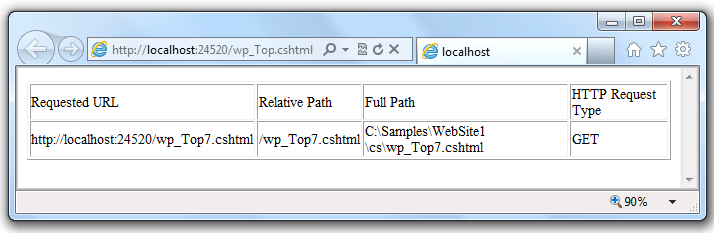 http://localhost:24520/wp_Top.cshtml
localhost
Requested URL
Relative Path
Full Path
HTTP Request
Type
http://localhost:24520/wp_Top7.cshtml
/wp_Top7.cshtml
C:\Samples\WebSite1
\cs\wp_Top7.cshtml
GET
90%